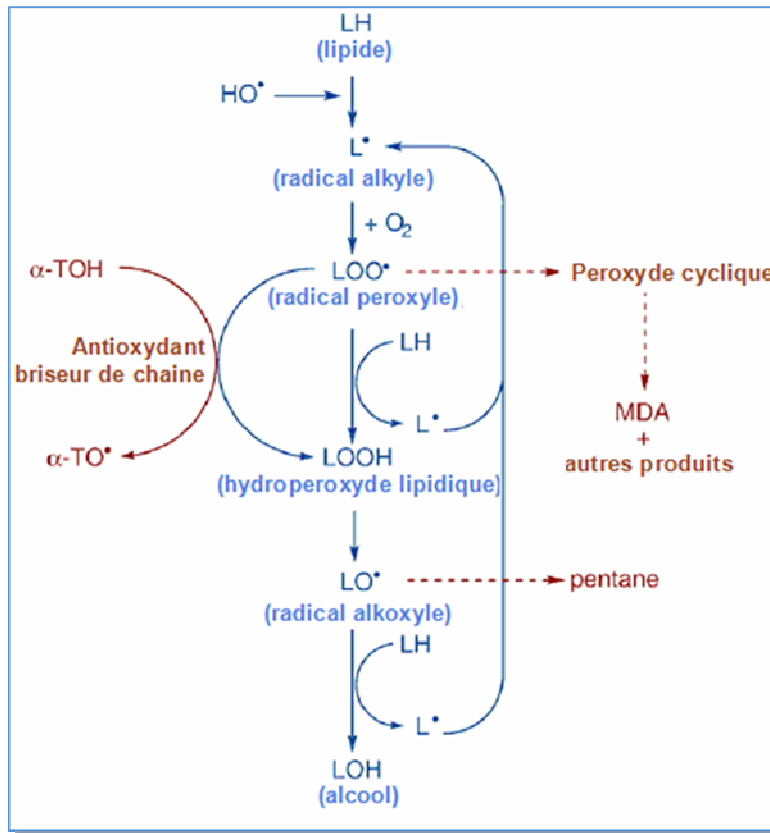 LH
(lipide)
HO•
L•
(radical alkyle)
+ O₂
α-TOH
LOO•
(radical peroxyle)
Peroxyde cyclique
Antioxydant
briseur de chaine
LH
L•
MDA
+
autres produits
α-TO•
LOOH
(hydroperoxyde lipidique)
LO•
(radical alkoxyle)
pentane
LH
L•
LOH
(alcool)